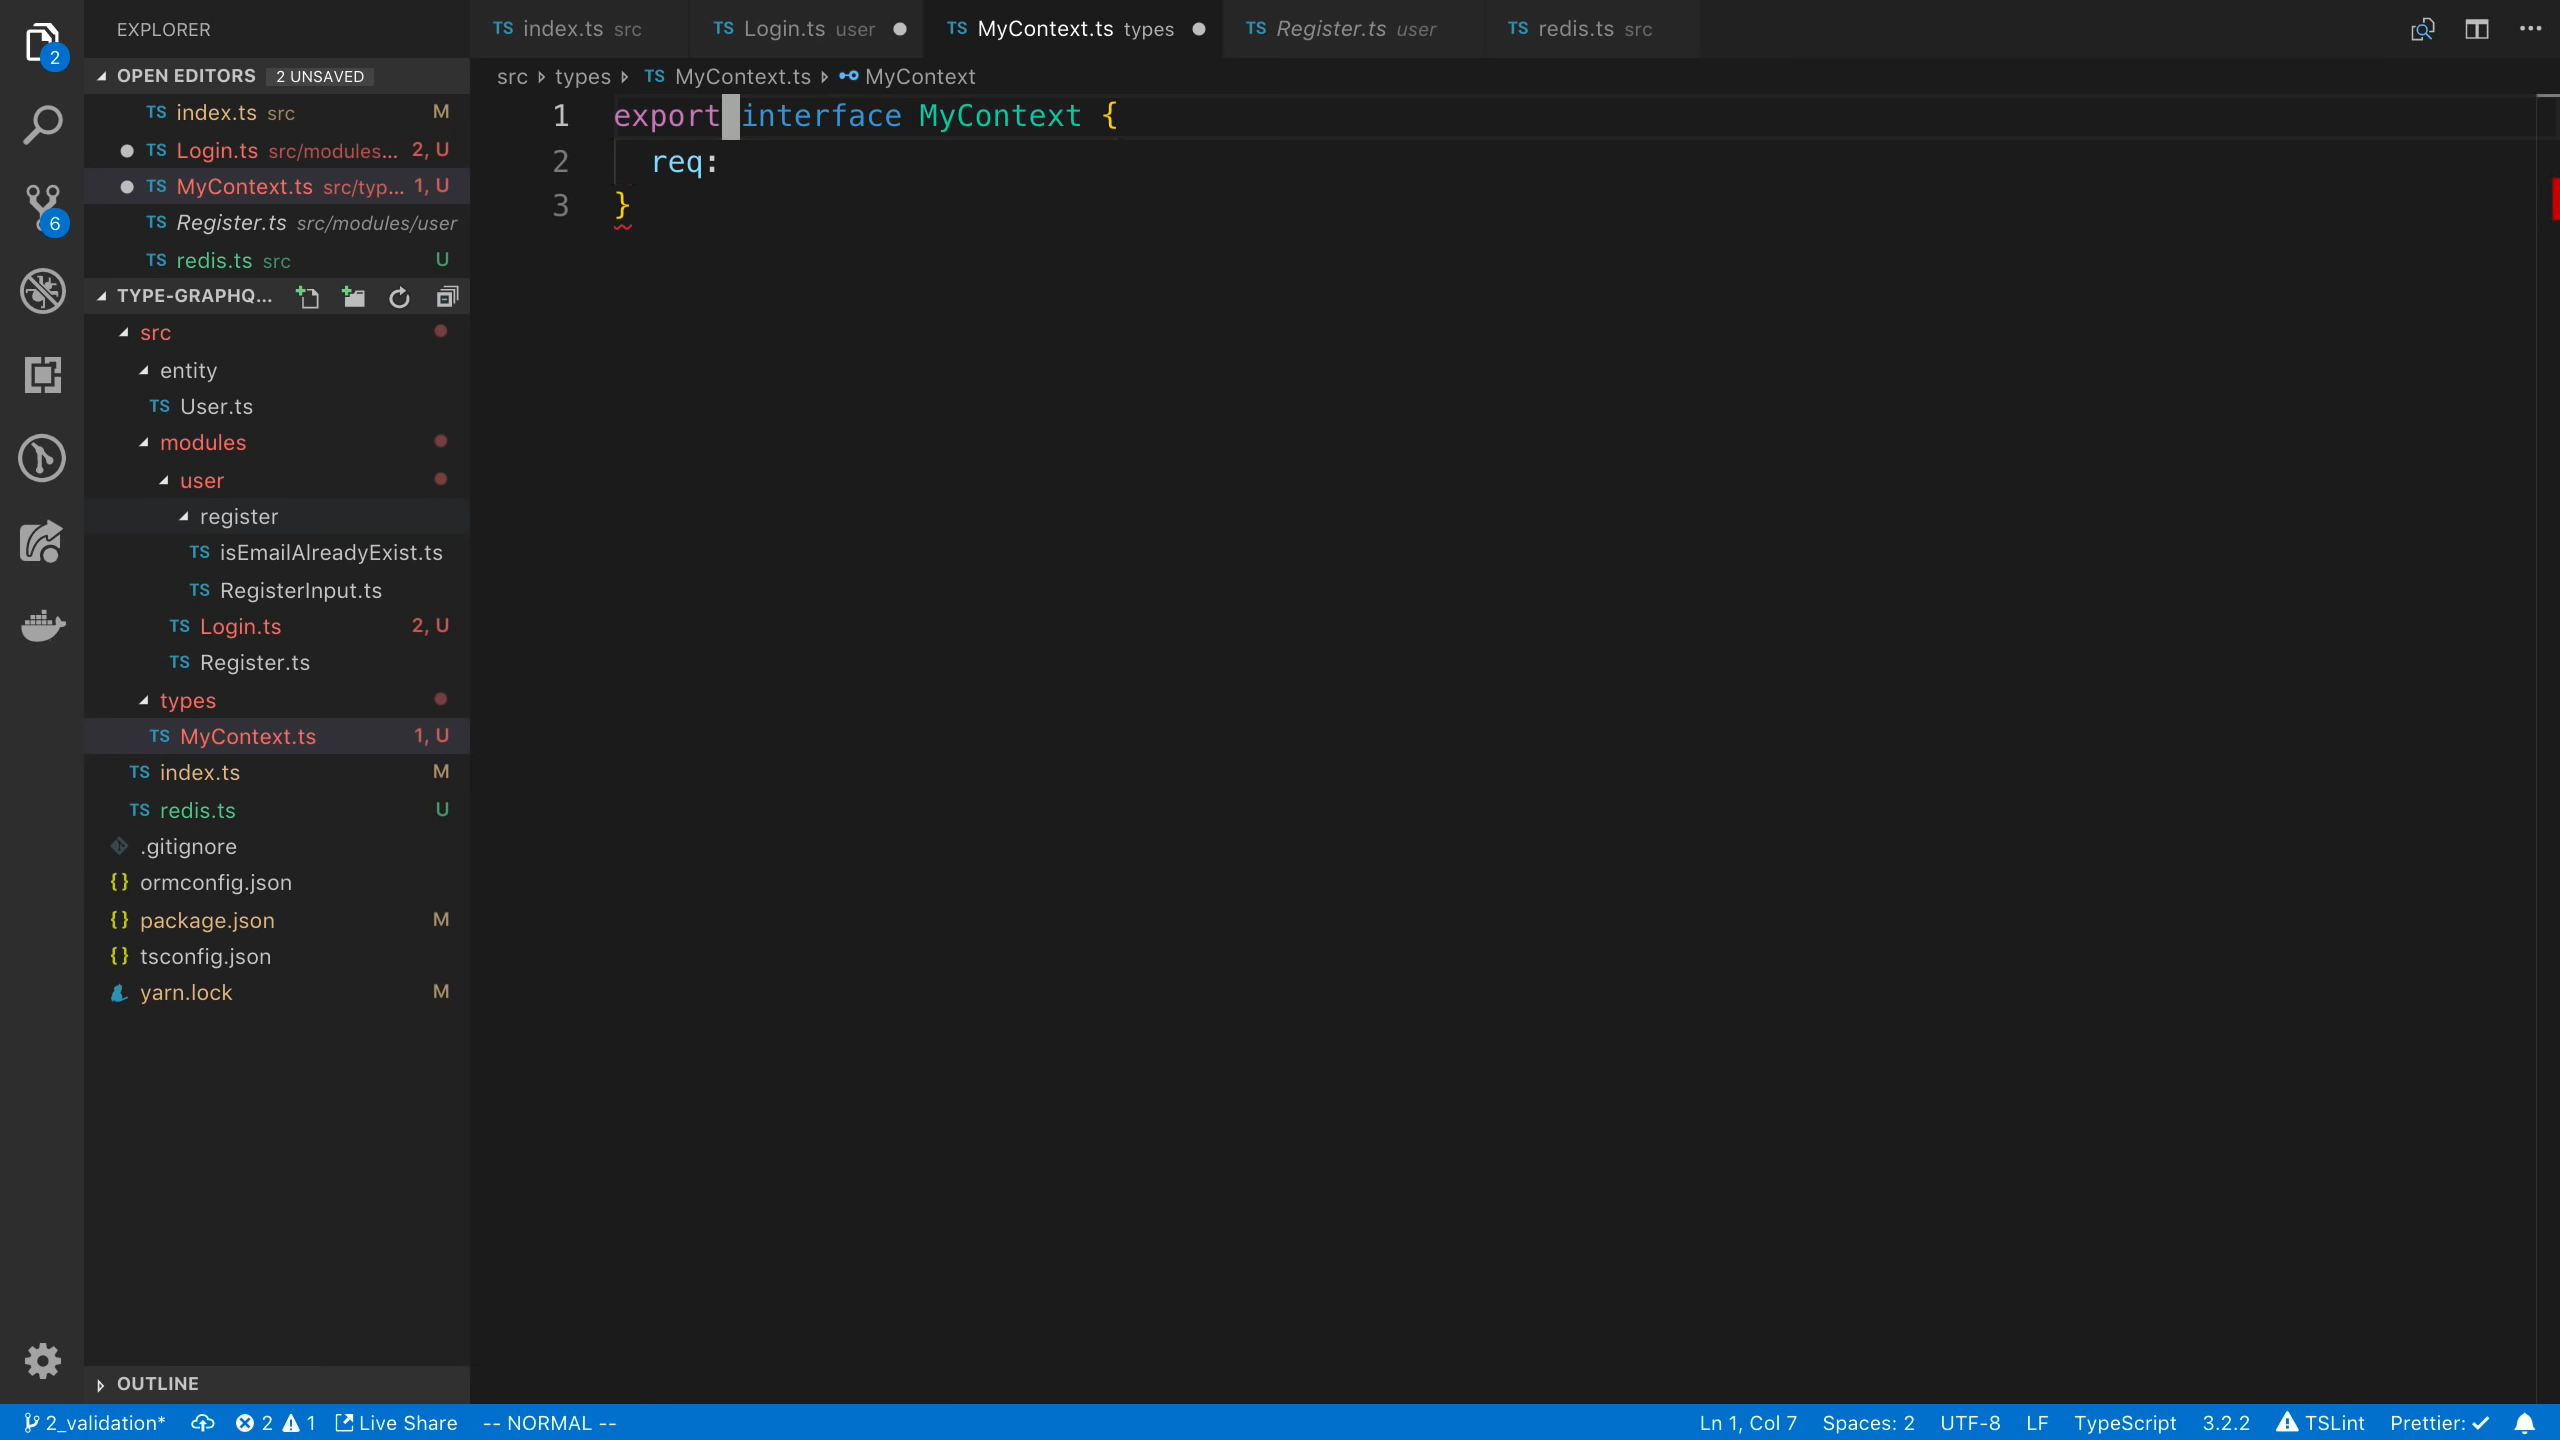 EXPLORER
OPEN EDITORS 2 UNSAVED
TS index.ts src M
TS Login.ts src/modules... 2, U
TS MyContext.ts src/typ... 1, U
TS Register.ts src/modules/user
TS redis.ts src U
TYPE-GRAPHQ...
src
entity
TS User.ts
modules
user
register
TS isEmailAlreadyExist.ts
TS RegisterInput.ts
TS Login.ts 2, U
TS Register.ts
types
TS MyContext.ts 1, U
TS index.ts M
TS redis.ts U
.gitignore
{} ormconfig.json
{} package.json M
{} tsconfig.json
yarn.lock M
OUTLINE
2
6
TS index.ts src TS Login.ts user TS MyContext.ts types TS Register.ts user TS redis.ts src
src types TS MyContext.ts MyContext
1 export interface MyContext {
2 req:
3 }
2_validation* 2 1 Live Share -- NORMAL -- Ln 1, Col 7 Spaces: 2 UTF-8 LF TypeScript 3.2.2 TSLint Prettier: ✓